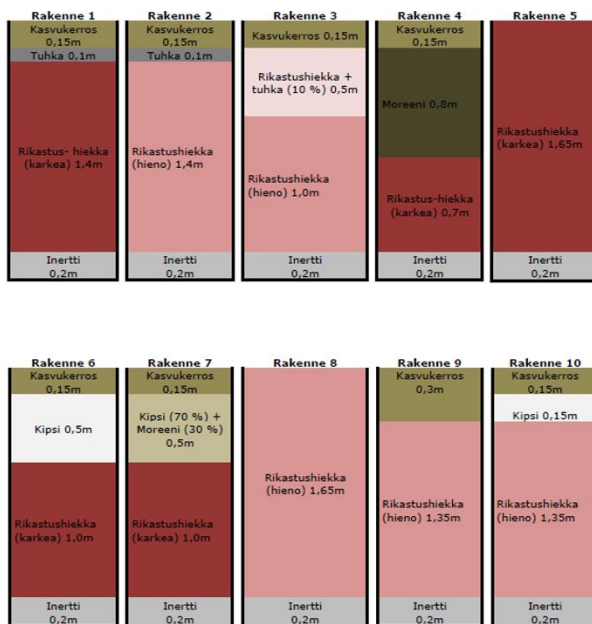 Rakenne 1
Kasvukerros
0,15m
Tuhka 0,1m
Rikastus- hiekka
(karkea) 1,4m
Inertti
0,2m
Rakenne 2
Kasvukerros
0,15m
Tuhka 0,1m
Rikastushiekka
(hieno) 1,4m
Inertti
0,2m
Rakenne 3
Kasvukerros 0,15m
Rikastushiekka +
tuhka (10 %) 0,5m
Rikastushiekka
(hieno) 1,0m
Inertti
0,2m
Rakenne 4
Kasvukerros
0,15m
Moreeni 0,8m
Rikastus-hiekka
(karkea) 0,7m
Inertti
0,2m
Rakenne 5
Rikastushiekka
(karkea) 1,65m
Inertti
0,2m
Rakenne 6
Kasvukerros
0,15m
Kipsi 0,5m
Rikastushiekka
(karkea) 1,0m
Inertti
0,2m
Rakenne 7
Kasvukerros
0,15m
Kipsi (70 %) +
Moreeni (30 %)
0,5m
Rikastushiekka
(karkea) 1,0m
Inertti
0,2m
Rakenne 8
Rikastushiekka
(hieno) 1,65m
Inertti
0,2m
Rakenne 9
Kasvukerros
0,3m
Rikastushiekka
(hieno) 1,35m
Inertti
0,2m
Rakenne 10
Kasvukerros
0,15m
Kipsi 0,15m
Rikastushiekka
(hieno) 1,35m
Inertti
0,2m